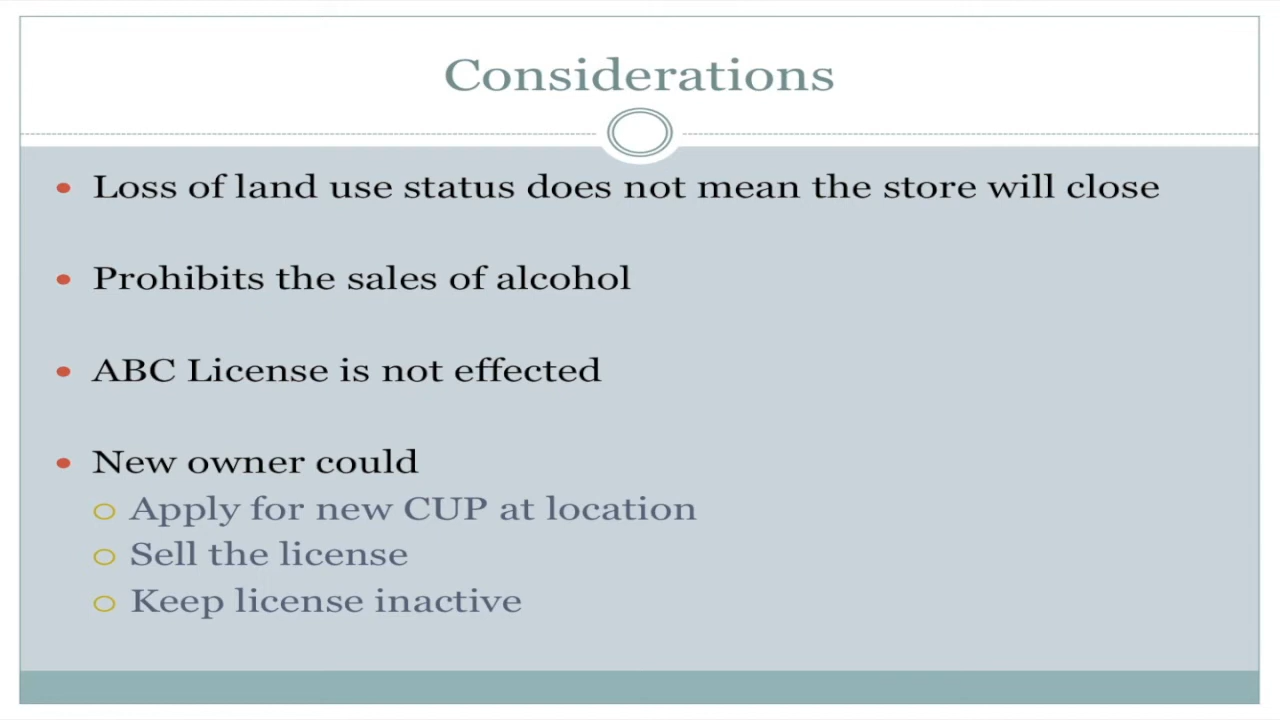 Considerations
Loss of land use status does not mean the store will close
Prohibits the sales of alcohol
ABC License is not effected
New owner could
Apply for new CUP at location
Sell the license
Keep license inactive